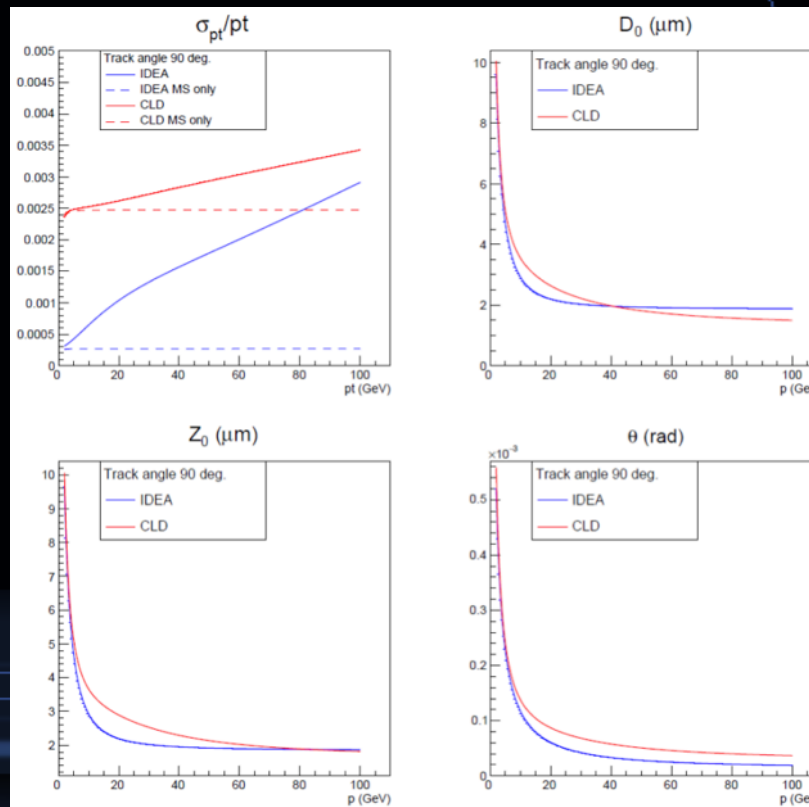 σpt/pt
0.005
0.0045
0.004
0.0035
0.003
0.0025
0.002
0.0015
0.001
0.0005
0
Track angle 90 deg.
IDEA
IDEA MS only
CLD
CLD MS only
0 20 40 60 80 100
pt (GeV)
D0 (μm)
10
8
6
4
2
0
Track angle 90 deg.
IDEA
CLD
0 20 40 60 80 100
p (Ge
Z0 (μm)
10
9
8
7
6
5
4
3
2
Track angle 90 deg.
IDEA
CLD
0 20 40 60 80 100
p (GeV)
θ (rad)
×10-3
0.5
0.4
0.3
0.2
0.1
0
Track angle 90 deg.
IDEA
CLD
0 20 40 60 80 100
p (GeV)